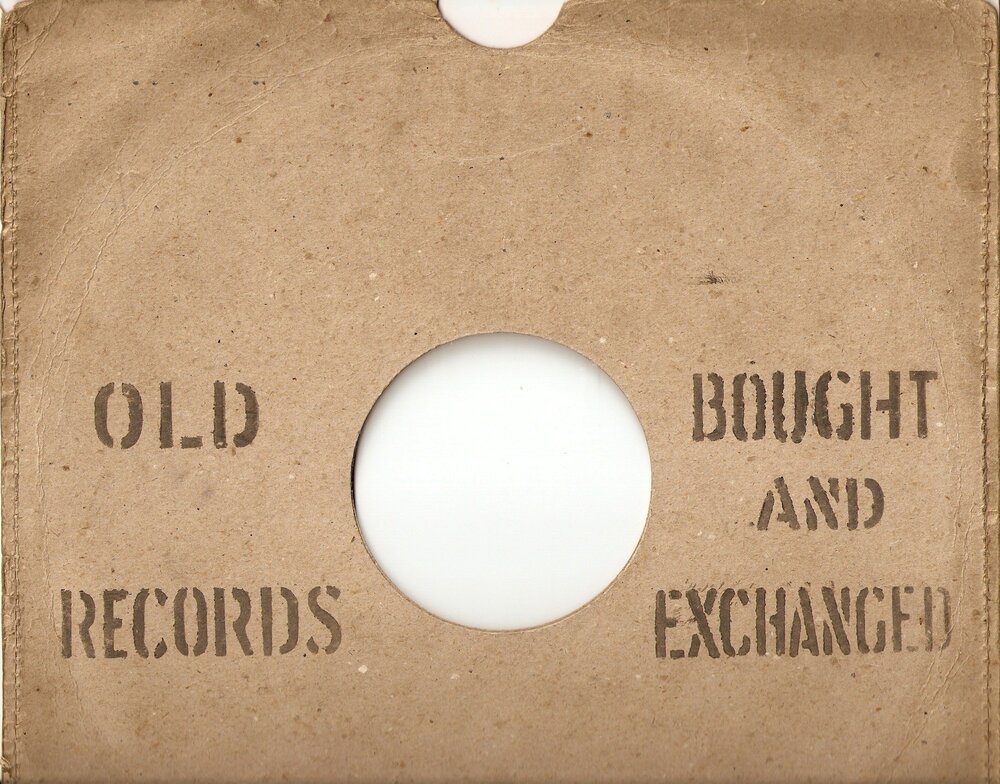 OLD
RECORDS
BOUGHT
AND
EXCHANGED